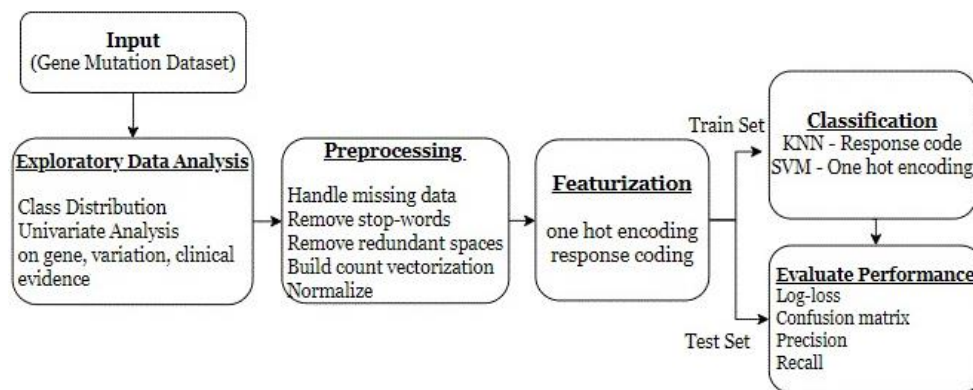 Input
(Gene Mutation Dataset)
Exploratory Data Analysis
Class Distribution
Univariate Analysis
on gene, variation, clinical
evidence
Preprocessing
Handle missing data
Remove stop-words
Remove redundant spaces
Build count vectorization
Normalize
Featurization
one hot encoding
response coding
Train Set
Classification
KNN - Response code
SVM - One hot encoding
Test Set
Evaluate Performance
Log-loss
Confusion matrix
Precision
Recall